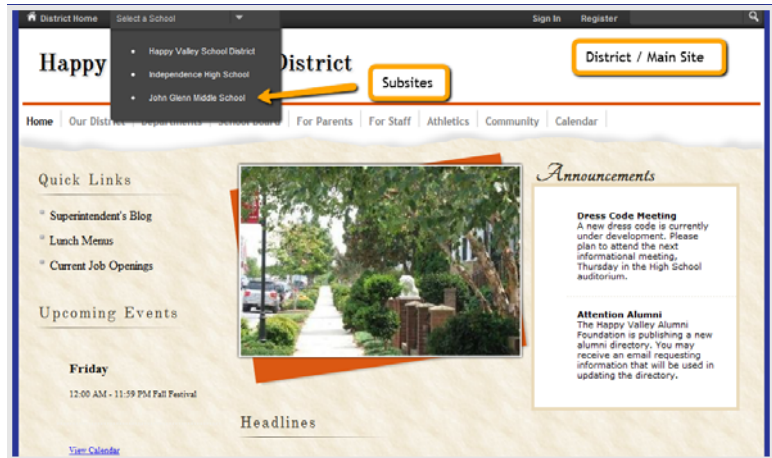 District Home Select a School Sign In Register
Happy Valley School District
Independence High School
John Glenn Middle School
Happy District
District / Main Site
Subsites
Home Our District Departments School Board For Parents For Staff Athletics Community Calendar
Quick Links
Superintendent's Blog
Lunch Menus
Current Job Openings
Upcoming Events
Friday
12:00 AM - 11:59 PM Fall Festival
View Calendar
Headlines
Announcements
Dress Code Meeting
A new dress code is currently
under development. Please
plan to attend the next
informational meeting,
Thursday in the High School
auditorium.
Attention Alumni
The Happy Valley Alumni
Foundation is publishing a new
alumni directory. You may
receive an email requesting
information that will be used in
updating the directory.